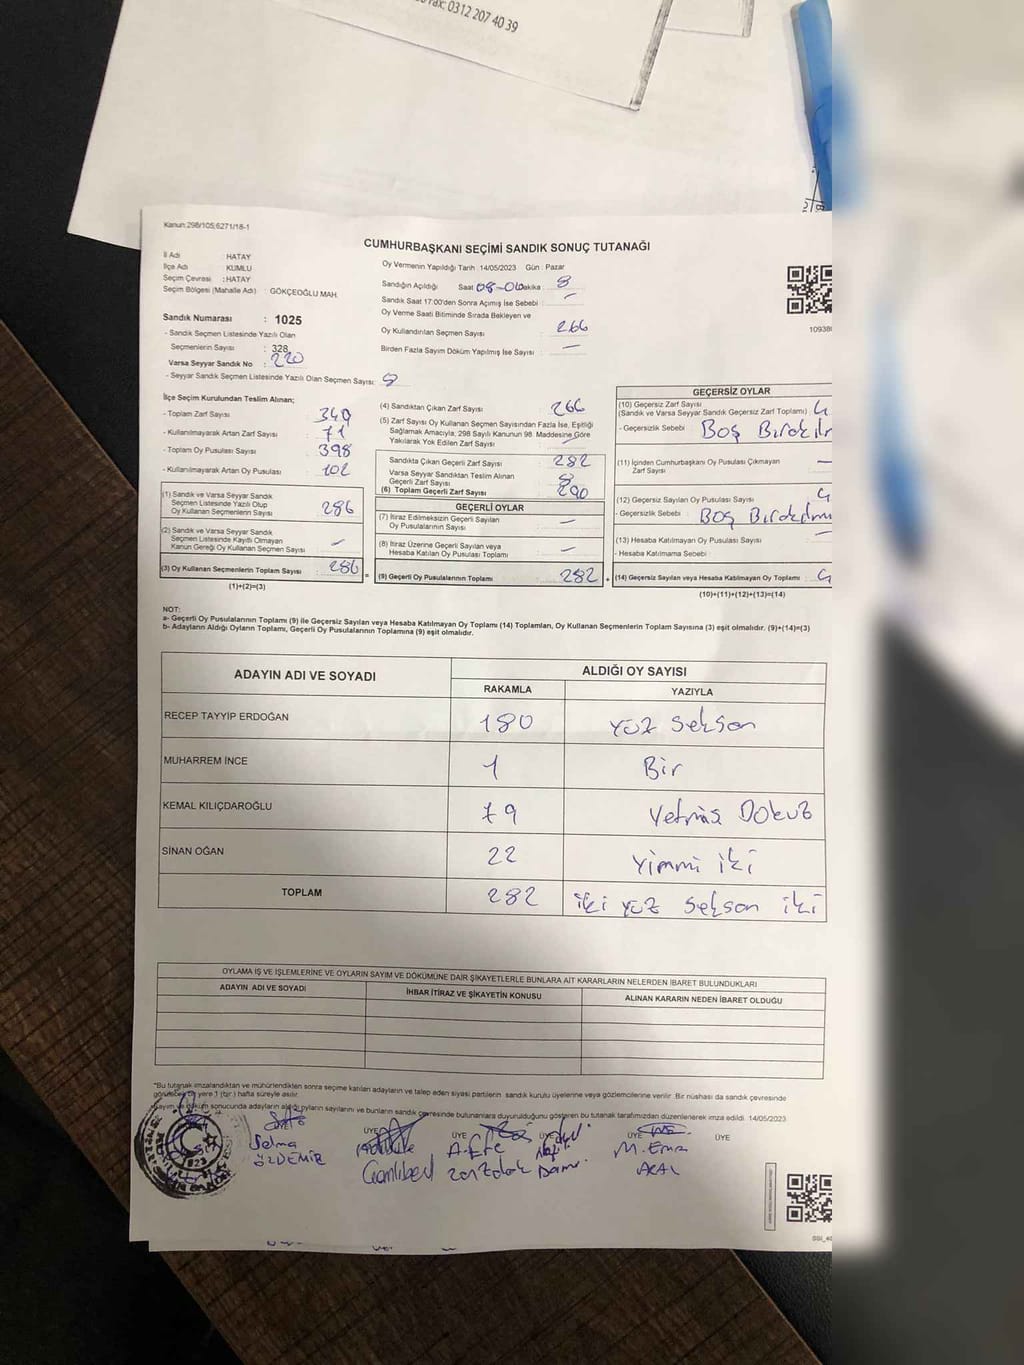 Fax: 0312 207 40 39
Kanun:298/105;6271/18-1
CUMHURBAŞKANI SEÇİMİ SANDIK SONUÇ TUTANAĞI
İl Adı : HATAY
İlçe Adı : KUMLU
Seçim Çevresi : HATAY
Seçim Bölgesi (Mahalle Adı) : GÖKÇEOĞLU MAH.
Sandık Numarası : 1025
- Sandık Seçmen Listesinde Yazılı Olan
Seçmenlerin Sayısı : 328
Varsa Seyyar Sandık No : 220
- Seyyar Sandık Seçmen Listesinde Yazılı Olan Seçmen Sayısı: 8
Oy Vermenin Yapıldığı Tarih :14/05/2023 Gün : Pazar
Sandığın Açıldığı Saat 08-00 Dakika : 8
Sandık Saat 17:00'den Sonra Açımış İse Sebebi : —
Oy Verme Saati Bitiminde Sırada Bekleyen ve
Oy Kullandırılan Seçmen Sayısı : 266
Birden Fazla Sayım Döküm Yapılmış İse Sayısı : —
10938
İlçe Seçim Kurulundan Teslim Alınan;
- Toplam Zarf Sayısı 340
- Kullanılmayarak Artan Zarf Sayısı 71
- Toplam Oy Pusulası Sayısı 398
- Kullanılmayarak Artan Oy Pusulası 102
(1) Sandık ve Varsa Seyyar Sandık
Seçmen Listesinde Yazılı Olup
Oy Kullanan Seçmenlerin Sayısı 286
(2) Sandık ve Varsa Seyyar Sandık
Seçmen Listesinde Kayıtlı Olmayan
Kanun Gereği Oy Kullanan Seçmen Sayısı —
(3) Oy Kullanan Seçmenlerin Toplam Sayısı 286
(1)+(2)=(3)
(4) Sandıktan Çıkan Zarf Sayısı 266
(5) Zarf Sayısı Oy Kullanan Seçmen Sayısından Fazla İse, Eşitliği
Sağlamak Amacıyla, 298 Sayılı Kanunun 98. Maddesine Göre
Yakılarak Yok Edilen Zarf Sayısı —
Sandıkta Çıkan Geçerli Zarf Sayısı 282
Varsa Seyyar Sandıktan Teslim Alınan
Geçerli Zarf Sayısı 8
(6) Toplam Geçerli Zarf Sayısı 290
GEÇERLİ OYLAR
(7) İtiraz Edilmeksizin Geçerli Sayılan
Oy Pusulalarının Sayısı —
(8) İtiraz Üzerine Geçerli Sayılan veya
Hesaba Katılan Oy Pusulası Toplamı —
= (9) Geçerli Oy Pusulalarının Toplamı 282 +
GEÇERSİZ OYLAR
(10) Geçersiz Zarf Sayısı
(Sandık ve Varsa Seyyar Sandık Geçersiz Zarf Toplamı) 4
- Geçersizlik Sebebi : Boş
(11) İçinden Cumhurbaşkanı Oy Pusulası Çıkmayan
Zarf Sayısı —
(12) Geçersiz Sayılan Oy Pusulası Sayısı 4
- Geçersizlik Sebebi : Boş
(13) Hesaba Katılmayan Oy Pusulası Sayısı —
- Hesaba Katılmama Sebebi :
(14) Geçersiz Sayılan veya Hesaba Katılmayan Oy Toplamı : 4
(10)+(11)+(12)+(13)=(14)
NOT:
a- Geçerli Oy Pusulalarının Toplamı (9) ile Geçersiz Sayılan veya Hesaba Katılmayan Oy Toplamı (14) Toplamları, Oy Kullanan Seçmenlerin Toplam Sayısına (3) eşit olmalıdır. (9)+(14)=(3)
b- Adayların Aldığı Oyların Toplamı, Geçerli Oy Pusulalarının Toplamına (9) eşit olmalıdır.
ADAYIN ADI VE SOYADI ALDIĞI OY SAYISI
RAKAMLA YAZIYLA
RECEP TAYYİP ERDOĞAN 180 Yüz Seksen
MUHARREM İNCE 1 Bir
KEMAL KILIÇDAROĞLU 79 Yetmiş Dokuz
SİNAN OĞAN 22 Yirmi iki
TOPLAM 282 iki yüz Seksen iki
OYLAMA İŞ VE İŞLEMLERİNE VE OYLARIN SAYIM VE DÖKÜMÜNE DAİR ŞİKAYETLERLE BUNLARA AİT KARARLARIN NELERDEN İBARET BULUNDUKLARI
ADAYIN ADI VE SOYADI İHBAR İTİRAZ VE ŞİKAYETİN KONUSU ALINAN KARARIN NEDEN İBARET OLDUĞU
*Bu tutanak imzalandıktan ve mühürlendikten sonra seçime katılan adayların ve talep eden siyasi partilerin sandık kurulu üyelerine veya gözlemcilerine verilir. Bir nüshası da sandık çevresinde
yere 1 (bir) hafta süreyle asılır.
sayım ve döküm sonucunda adayların aldığı oyların sayılarını ve bunların sandık çevresinde bulunanlara duyurulduğunu gösteren bu tutanak tarafımızdan düzenlenerek imza edildi. 14/05/2023
ÜYE ÜYE ÜYE ÜYE ÜYE
Selma A.Efe M. Emin
ÖZDEMİR Canlıbel